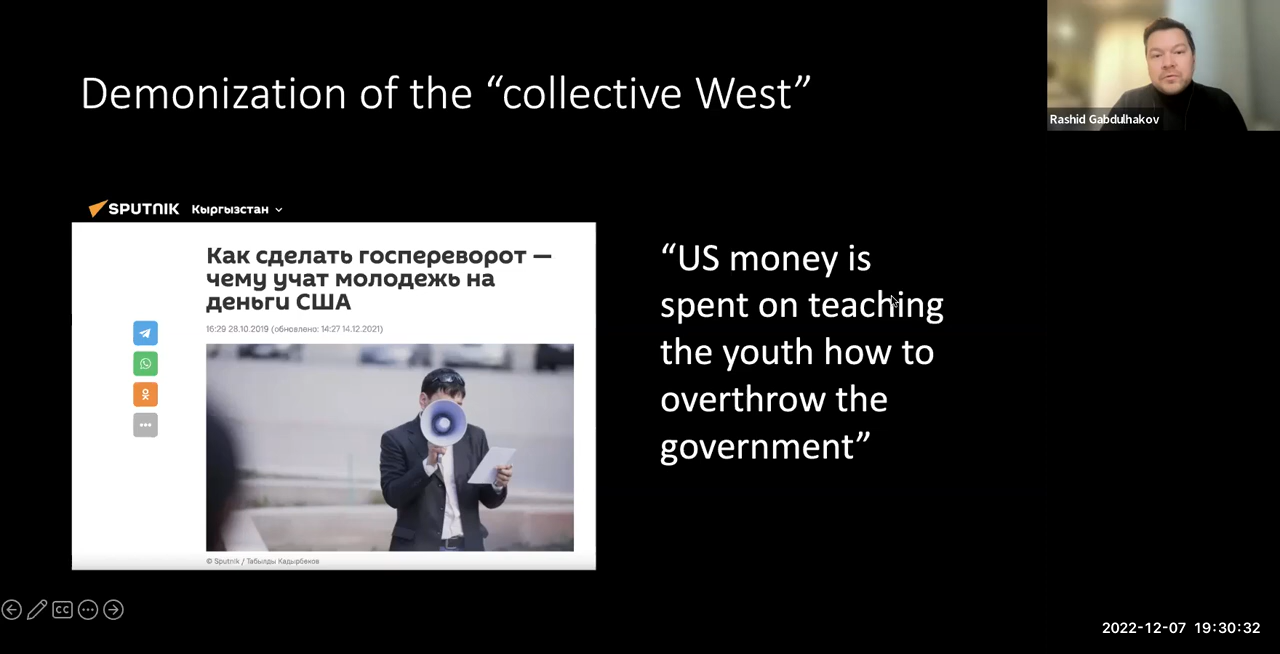 Demonization of the “collective West”
Rashid Gabdulhakov
SPUTNIK Кыргызстан
Как сделать госпереворот —
чему учат молодежь на
деньги США
16:29 28.10.2019 (обновлено: 14:27 14.12.2021)
© Sputnik / Табылды Кадырбеков
“US money is
spent on teaching
the youth how to
overthrow the
government”
CC
2022-12-07 19:30:32